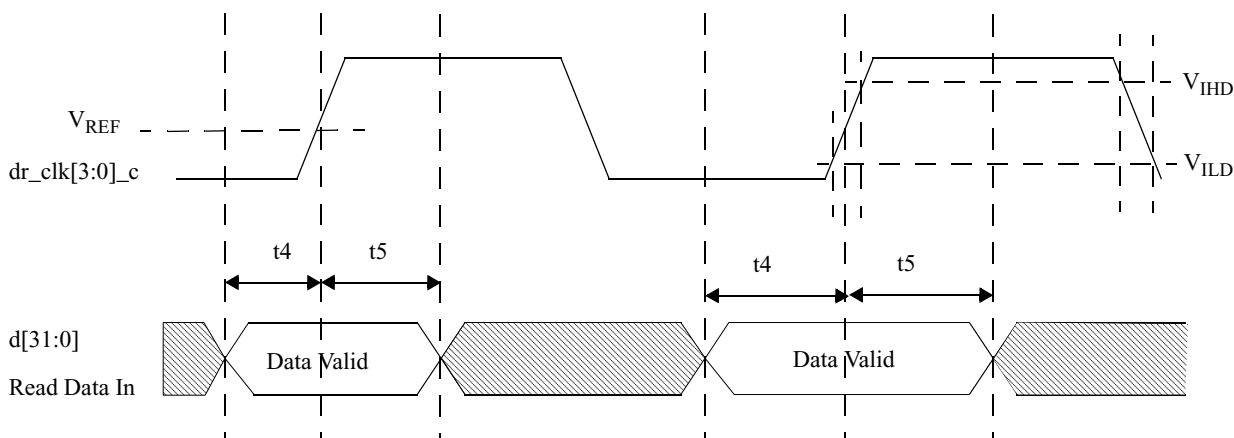 V_IHD
V_REF
dr_clk[3:0]_c
V_ILD
t4
t5
t4
t5
d[31:0]
Data Valid
Data Valid
Read Data In